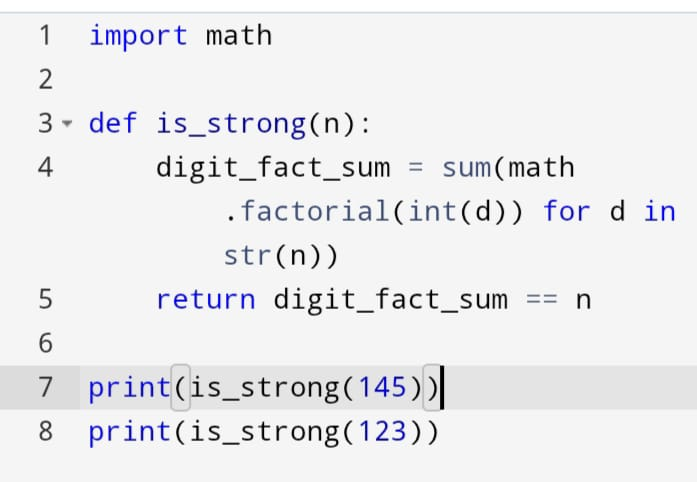 1 import math
2
3 def is_strong(n):
4 digit_fact_sum = sum(math
.factorial(int(d)) for d in
str(n))
5 return digit_fact_sum == n
6
7 print(is_strong(145))
8 print(is_strong(123))